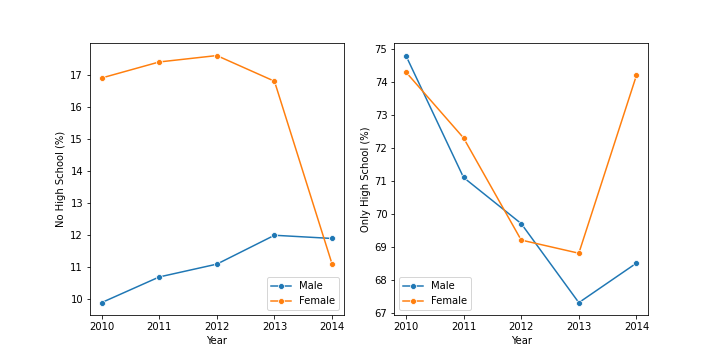 No High School (%)
17
16
15
14
13
12
11
10
2010 2011 2012 2013 2014
Year
Male
Female
Only High School (%)
75
74
73
72
71
70
69
68
67
2010 2011 2012 2013 2014
Year
Male
Female